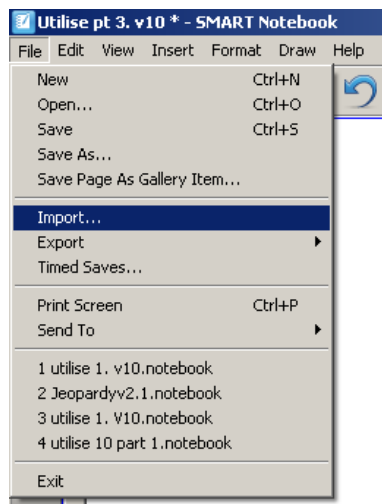 Utilise pt 3. v10 * - SMART Notebook
File Edit View Insert Format Draw Help
New Ctrl+N
Open... Ctrl+O
Save Ctrl+S
Save As...
Save Page As Gallery Item...
Import...
Export
Timed Saves...
Print Screen Ctrl+P
Send To
1 utilise 1. v10.notebook
2 Jeopardyv2.1.notebook
3 utilise 1. V10.notebook
4 utilise 10 part 1.notebook
Exit